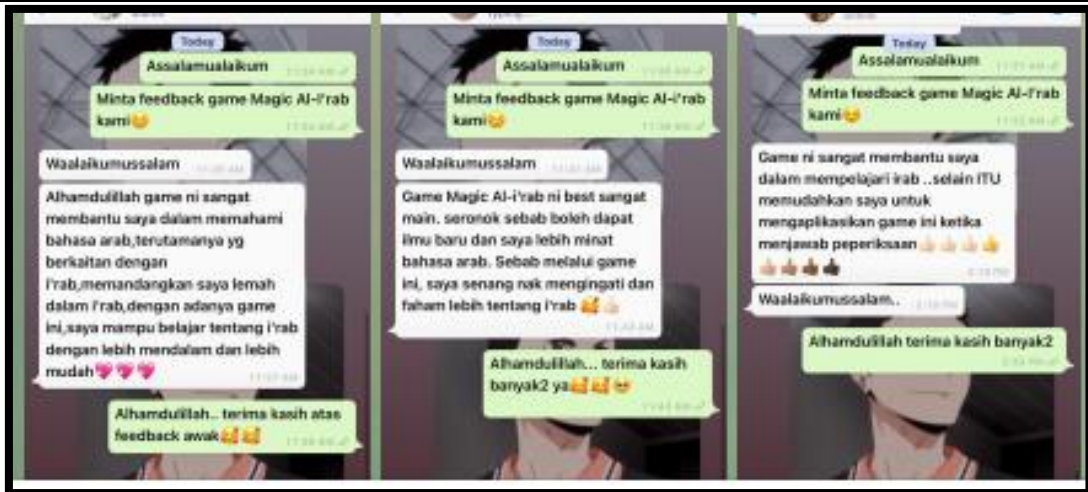 Today
Assalamualaikum
Minta feedback game Magic Al-i'rab
kami😊
Waalaikumussalam
Alhamdulillah game ni sangat
membantu saya dalam memahami
bahasa arab,terutamanya yg
berkaitan dengan
i'rab,memandangkan saya lemah
dalam i'rab,dengan adanya game
ini,saya mampu belajar tentang i'rab
dengan lebih mendalam dan lebih
mudah💖💖💖
Alhamdulillah.. terima kasih atas
feedback awak🥰🥰
Today
Assalamualaikum
Minta feedback game Magic Al-i'rab
kami😊
Waalaikumussalam
Game Magic Al-i'rab ni best sangat
main. seronok sebab boleh dapat
ilmu baru dan saya lebih minat
bahasa arab. Sebab melalui game
ini, saya senang nak mengingati dan
faham lebih tentang i'rab 🥰👍🏻
Alhamdulillah... terima kasih
banyak2 ya🥰🥰🥹
Today
Assalamualaikum
Minta feedback game Magic Al-i'rab
kami😊
Game ni sangat membantu saya
dalam mempelajari irab ..selain ITU
memudahkan saya untuk
mengaplikasikan game ini ketika
menjawab peperiksaan👍🏻👍🏻👍🏻👍
👍🏼👍🏽👍🏾👍🏿
Waalaikumussalam..
Alhamdulillah terima kasih banyak2